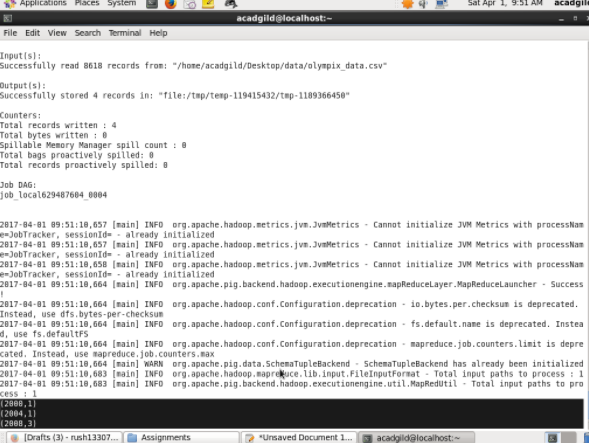 Applications Places System Sat Apr 1, 9:51 AM acadgild
acadgild@localhost:~
File Edit View Search Terminal Help
Input(s):
Successfully read 8618 records from: "/home/acadgild/Desktop/data/olympix_data.csv"
Output(s):
Successfully stored 4 records in: "file:/tmp/temp-119415432/tmp-1189366450"
Counters:
Total records written : 4
Total bytes written : 0
Spillable Memory Manager spill count : 0
Total bags proactively spilled: 0
Total records proactively spilled: 0
Job DAG:
job_local629487604_0004
2017-04-01 09:51:10,657 [main] INFO org.apache.hadoop.metrics.jvm.JvmMetrics - Cannot initialize JVM Metrics with processNam
e=JobTracker, sessionId= - already initialized
2017-04-01 09:51:10,657 [main] INFO org.apache.hadoop.metrics.jvm.JvmMetrics - Cannot initialize JVM Metrics with processNam
e=JobTracker, sessionId= - already initialized
2017-04-01 09:51:10,658 [main] INFO org.apache.hadoop.metrics.jvm.JvmMetrics - Cannot initialize JVM Metrics with processNam
e=JobTracker, sessionId= - already initialized
2017-04-01 09:51:10,664 [main] INFO org.apache.pig.backend.hadoop.executionengine.mapReduceLayer.MapReduceLauncher - Success
!
2017-04-01 09:51:10,664 [main] INFO org.apache.hadoop.conf.Configuration.deprecation - io.bytes.per.checksum is deprecated.
Instead, use dfs.bytes-per-checksum
2017-04-01 09:51:10,664 [main] INFO org.apache.hadoop.conf.Configuration.deprecation - fs.default.name is deprecated. Instea
d, use fs.defaultFS
2017-04-01 09:51:10,664 [main] INFO org.apache.hadoop.conf.Configuration.deprecation - mapreduce.job.counters.limit is depre
cated. Instead, use mapreduce.job.counters.max
2017-04-01 09:51:10,664 [main] WARN org.apache.pig.data.SchemaTupleBackend - SchemaTupleBackend has already been initialized
2017-04-01 09:51:10,683 [main] INFO org.apache.hadoop.mapreduce.lib.input.FileInputFormat - Total input paths to process : 1
2017-04-01 09:51:10,683 [main] INFO org.apache.pig.backend.hadoop.executionengine.util.MapRedUtil - Total input paths to pro
cess : 1
(2000,1)
(2004,1)
(2008,3)
[Drafts (3) - rush13307... Assignments *Unsaved Document 1... acadgild@localhost:~